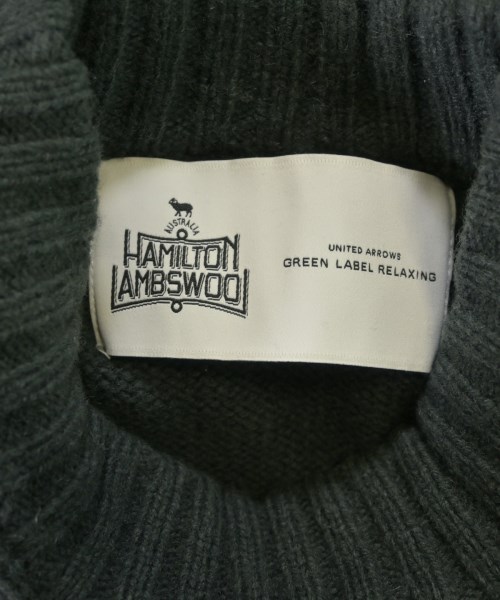 AUSTRALIA
HAMILTON
LAMBSWOOL
UNITED ARROWS
GREEN LABEL RELAXING